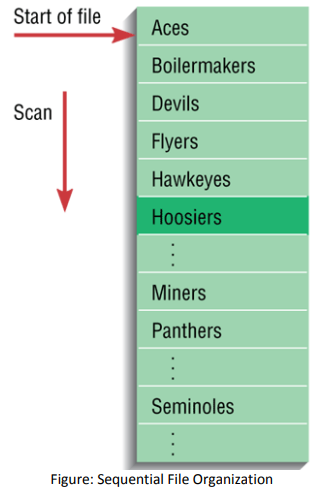 Start of file
Aces
Boilermakers
Scan
Devils
Flyers
Hawkeyes
Hoosiers
⋮
Miners
Panthers
⋮
Seminoles
⋮
Figure: Sequential File Organization